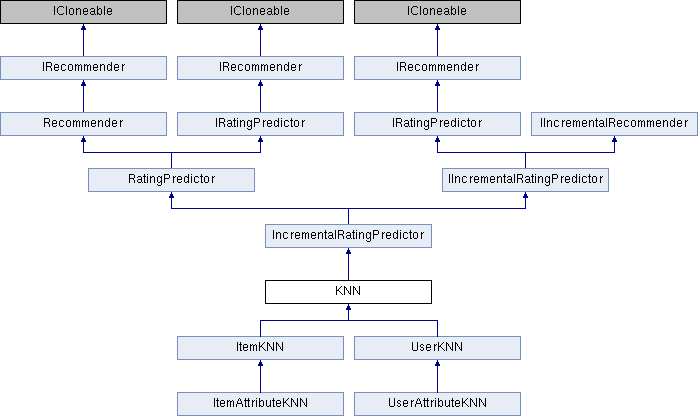 ICloneable ICloneable ICloneable
IRecommender IRecommender IRecommender
Recommender IRatingPredictor IRatingPredictor IIncrementalRecommender
RatingPredictor IIncrementalRatingPredictor
IncrementalRatingPredictor
KNN
ItemKNN UserKNN
ItemAttributeKNN UserAttributeKNN